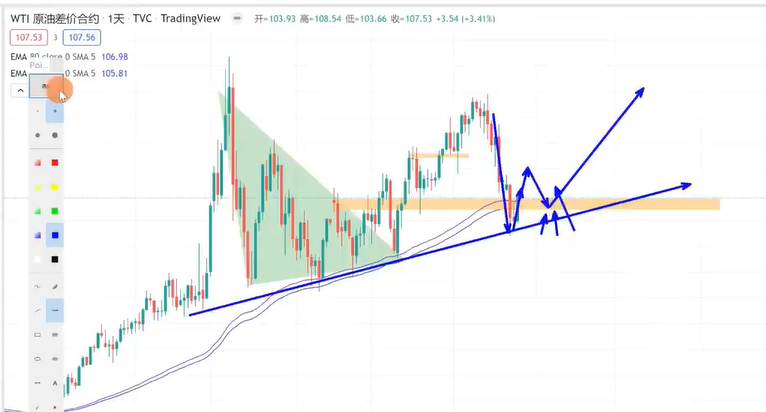 WTI 原油差价合约 · 1天 · TVC · TradingView 开=103.93 高=108.54 低=103.66 收=107.53 +3.54 (+3.41%)
107.53 3 107.56
EMA 80 close 0 SMA 5 106.98
EMA 0 SMA 5 105.81
A